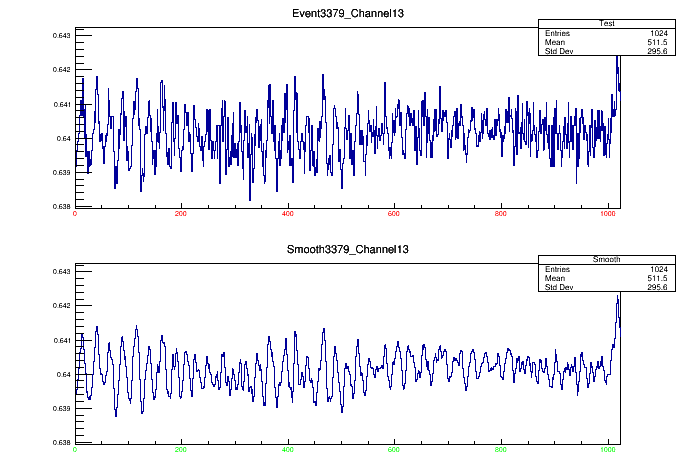 Event3379_Channel13
Test
Entries 1024
Mean 511.5
Std Dev 295.6
0.643
0.642
0.641
0.64
0.639
0.638
0 200 400 600 800 1000
Smooth3379_Channel13
Smooth
Entries 1024
Mean 511.5
Std Dev 295.6
0.643
0.642
0.641
0.64
0.639
0.638
0 200 400 600 800 1000